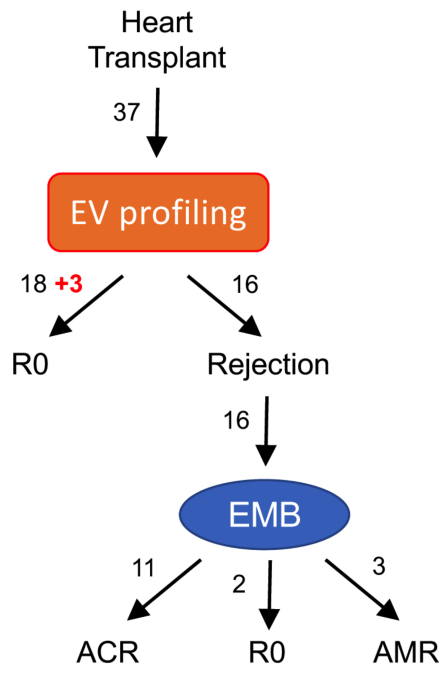 Heart
Transplant
37
EV profiling
18 +3
16
R0
Rejection
16
EMB
11
2
3
ACR
R0
AMR